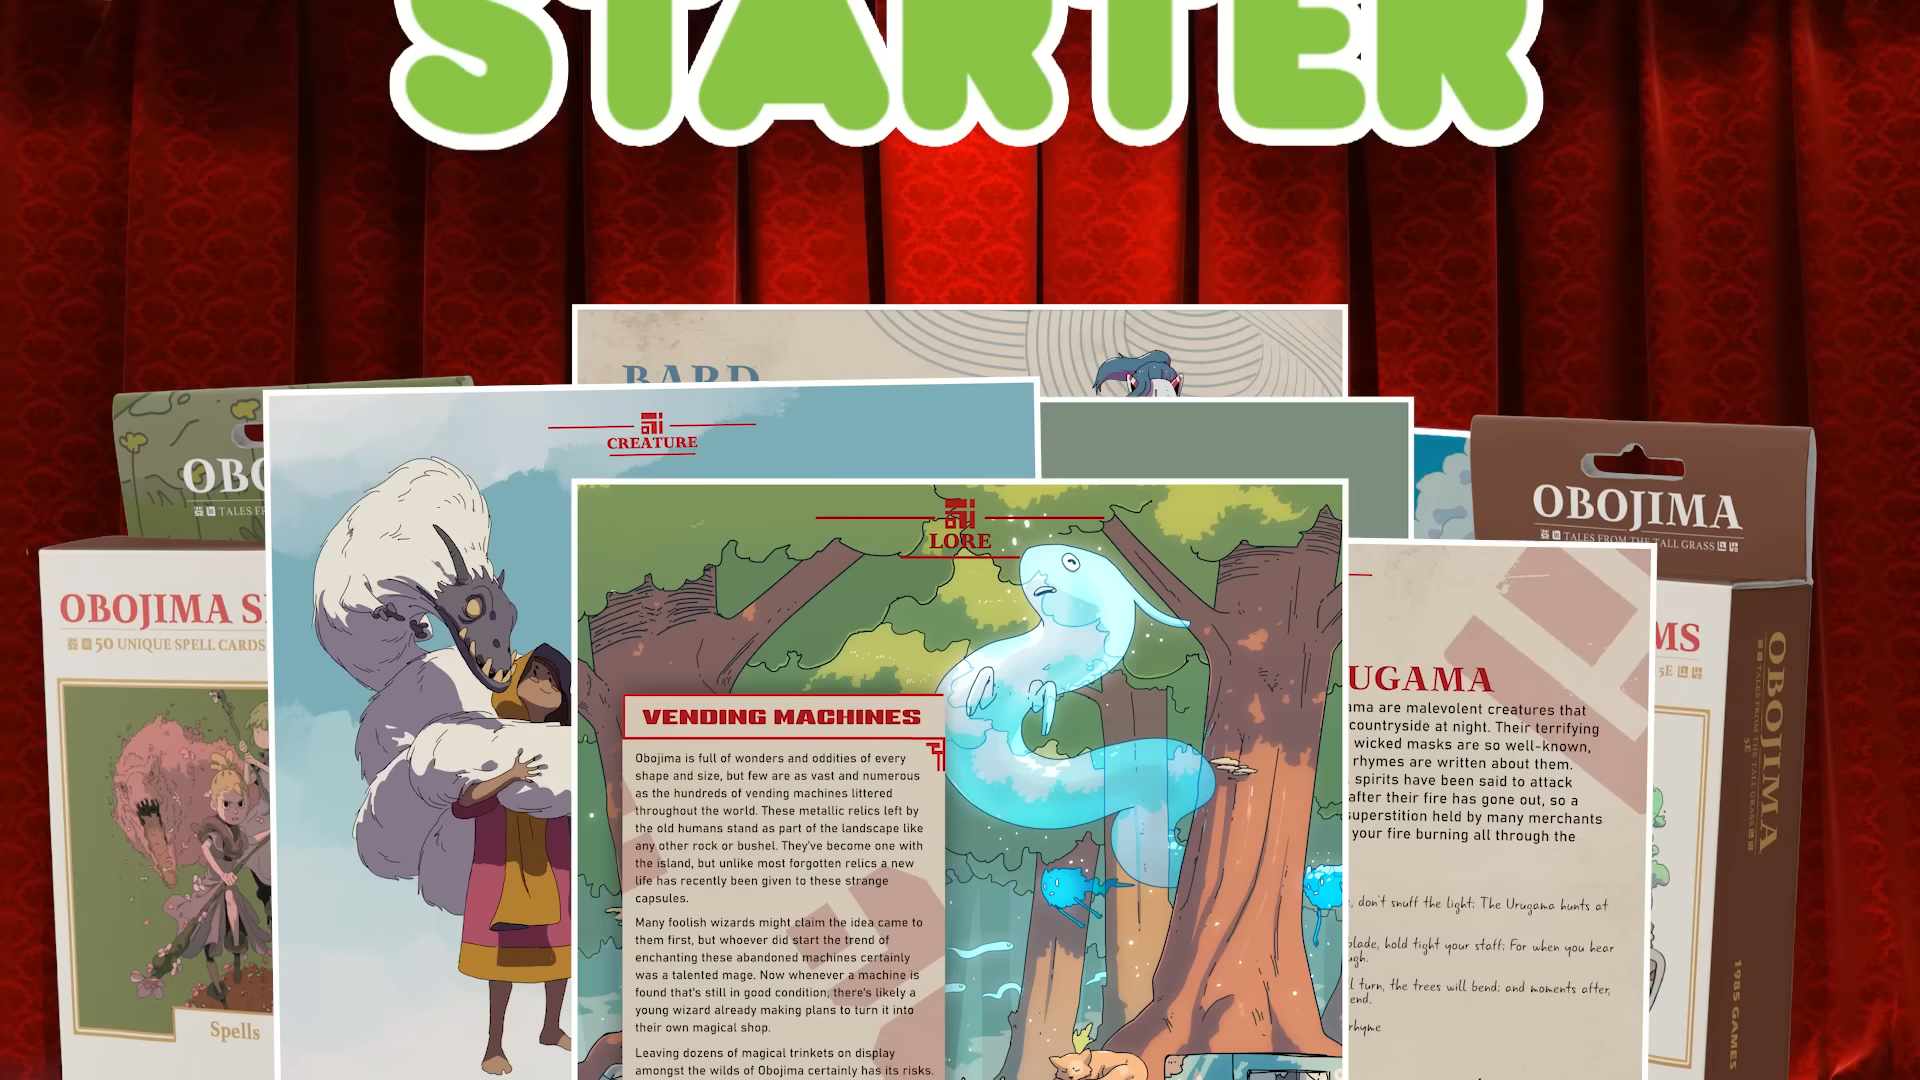 STARTER
BARD
CREATURE
LORE
OBO
TALES
OBOJIMA
TALES FROM THE TALL GRASS
OBOJIMA S
50 UNIQUE SPELL CARDS
Spells
VENDING MACHINES
Obojima is full of wonders and oddities of every
shape and size, but few are as vast and numerous
as the hundreds of vending machines littered
throughout the world. These metallic relics left by
the old humans stand as part of the landscape like
any other rock or bushel. They've become one with
the island, but unlike most forgotten relics a new
life has recently been given to these strange
capsules.
Many foolish wizards might claim the idea came to
them first, but whoever did start the trend of
enchanting these abandoned machines certainly
was a talented mage. Now whenever a machine is
found that's still in good condition, there's likely a
young wizard already making plans to turn it into
their own magical shop.
Leaving dozens of magical trinkets on display
amongst the wilds of Obojima certainly has its risks.
UGAMA
ama are malevolent creatures that
countryside at night. Their terrifying
wicked masks are so well-known,
rhymes are written about them.
spirits have been said to attack
after their fire has gone out, so a
superstition held by many merchants
your fire burning all through the
, don't snuff the light; The Urugama hunts at
blade, hold tight your staff; For when you hear
ugh.
l turn, the trees will bend; and moments after,
end.
rhyme
MS
5E
OBOJIMA
TALES FROM THE TALL GRASS
5E
1985 GAMES